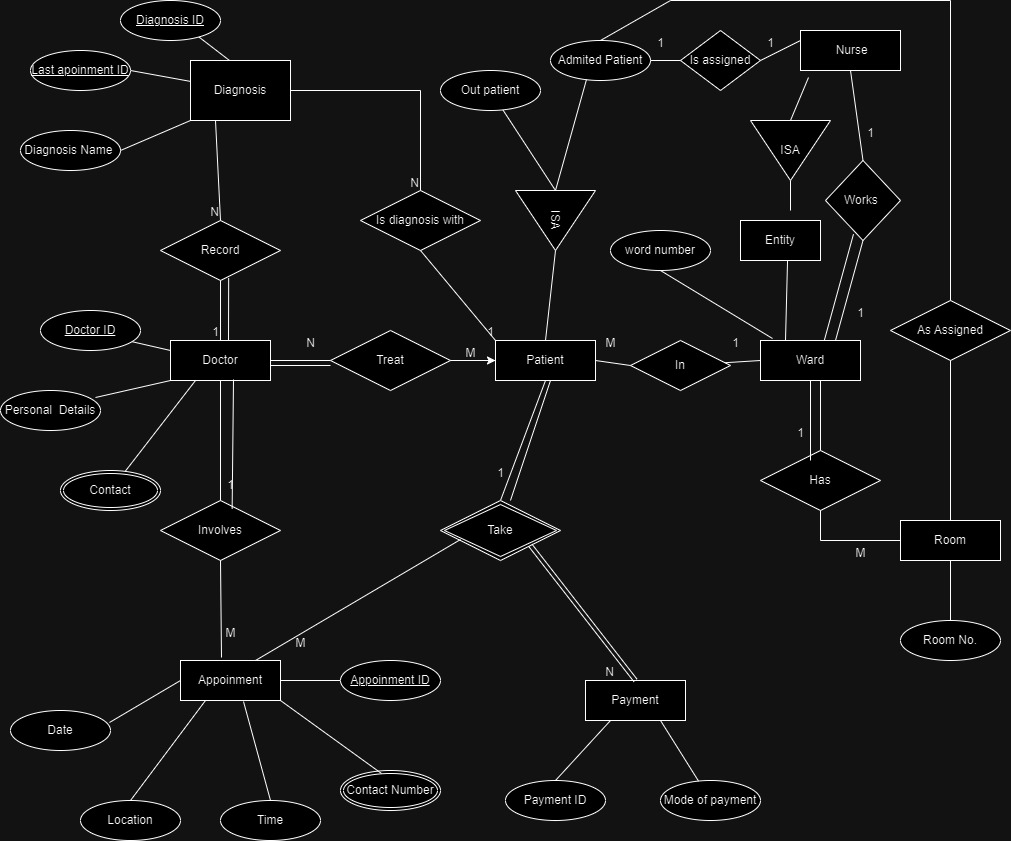 Diagnosis ID
Last apoinment ID
Diagnosis
Diagnosis Name
N
Record
1
Is diagnosis with
N
1
Out patient
Admited Patient
1
Is assigned
1
Nurse
ISA
ISA
1
Works
Entity
word number
1
As Assigned
Doctor ID
Doctor
N
Treat
M
Patient
M
In
1
Ward
Personal Details
Contact
1
Involves
1
Take
1
Has
M
Room
Room No.
M
M
N
Appoinment
Appoinment ID
Payment
Date
Location
Time
Contact Number
Payment ID
Mode of payment